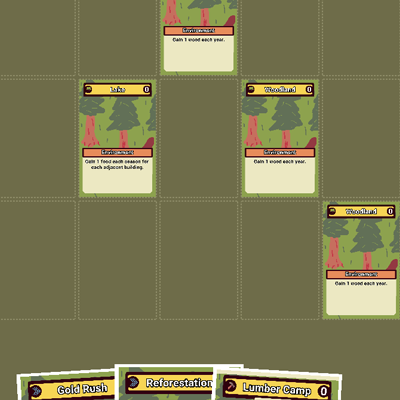 Environment
Gain 1 wood each year.
Lake 0
Environment
Gain 1 food each season for
each adjacent building.
Woodland 0
Environment
Gain 1 wood each year.
Woodland 0
Environment
Gain 1 wood each year.
Gold Rush
Reforestation
Lumber Camp 0